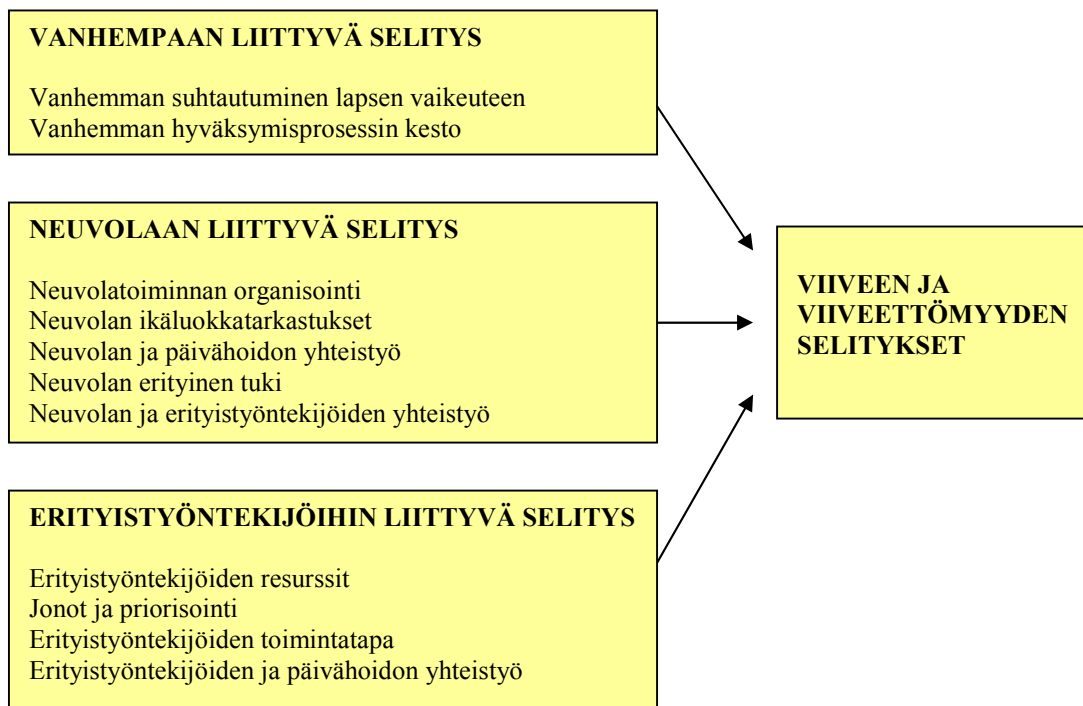 VANHEMPAAN LIITTYVÄ SELITYS
Vanhemman suhtautuminen lapsen vaikeuteen
Vanhemman hyväksymisprosessin kesto
NEUVOLAAN LIITTYVÄ SELITYS
Neuvolatoiminnan organisointi
Neuvolan ikäluokkatarkastukset
Neuvolan ja päivähoidon yhteistyö
Neuvolan erityinen tuki
Neuvolan ja erityistyöntekijöiden yhteistyö
ERITYISTYÖNTEKIJÖIHIN LIITTYVÄ SELITYS
Erityistyöntekijöiden resurssit
Jonot ja priorisointi
Erityistyöntekijöiden toimintatapa
Erityistyöntekijöiden ja päivähoidon yhteistyö
VIIVEEN JA
VIIVEETTÖMYYDEN
SELITYKSET